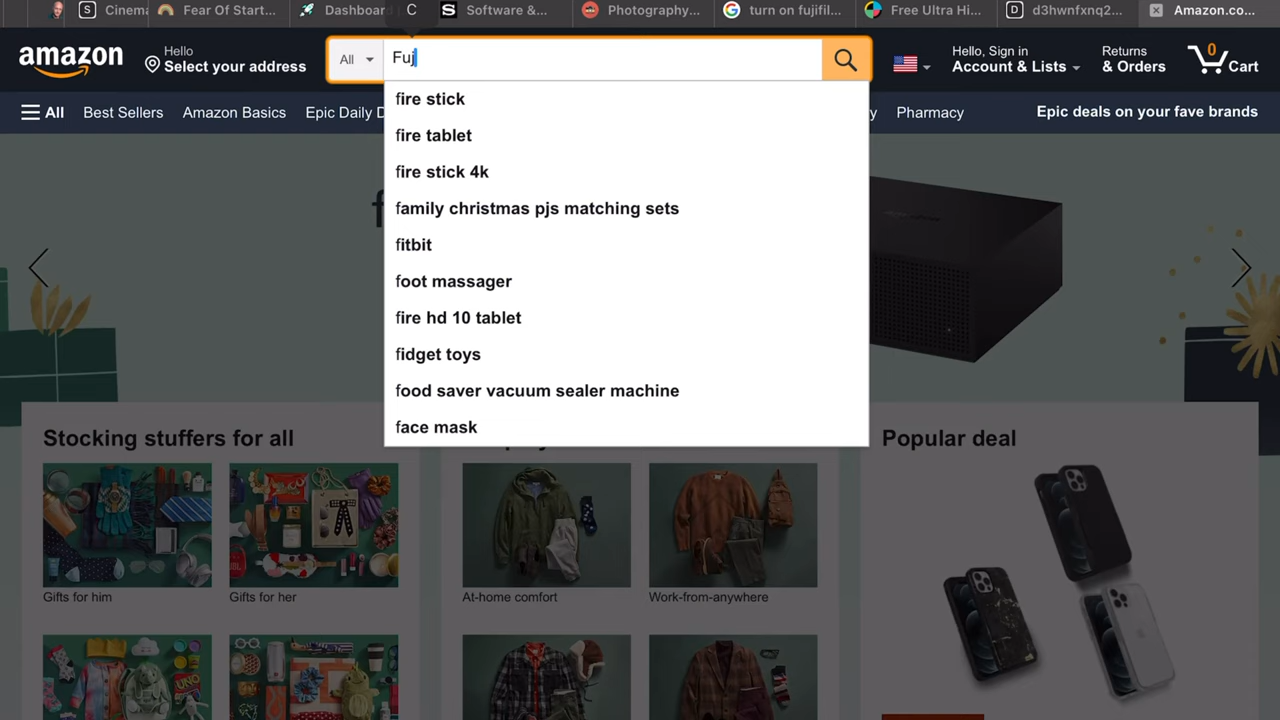 Cinema
Fear Of Start...
Dashboard
C
Software &...
Photography...
turn on fujifil...
Free Ultra Hi...
d3hwnfxnq2...
Amazon.co...
amazon
Hello
Select your address
All
Fuj
Hello, Sign in
Account & Lists
Returns
& Orders
0
Cart
All
Best Sellers
Amazon Basics
Epic Daily D
Pharmacy
Epic deals on your fave brands
fire stick
fire tablet
fire stick 4k
family christmas pjs matching sets
fitbit
foot massager
fire hd 10 tablet
fidget toys
food saver vacuum sealer machine
face mask
Stocking stuffers for all
Popular deal
Gifts for him
Gifts for her
At-home comfort
Work-from-anywhere
UNO